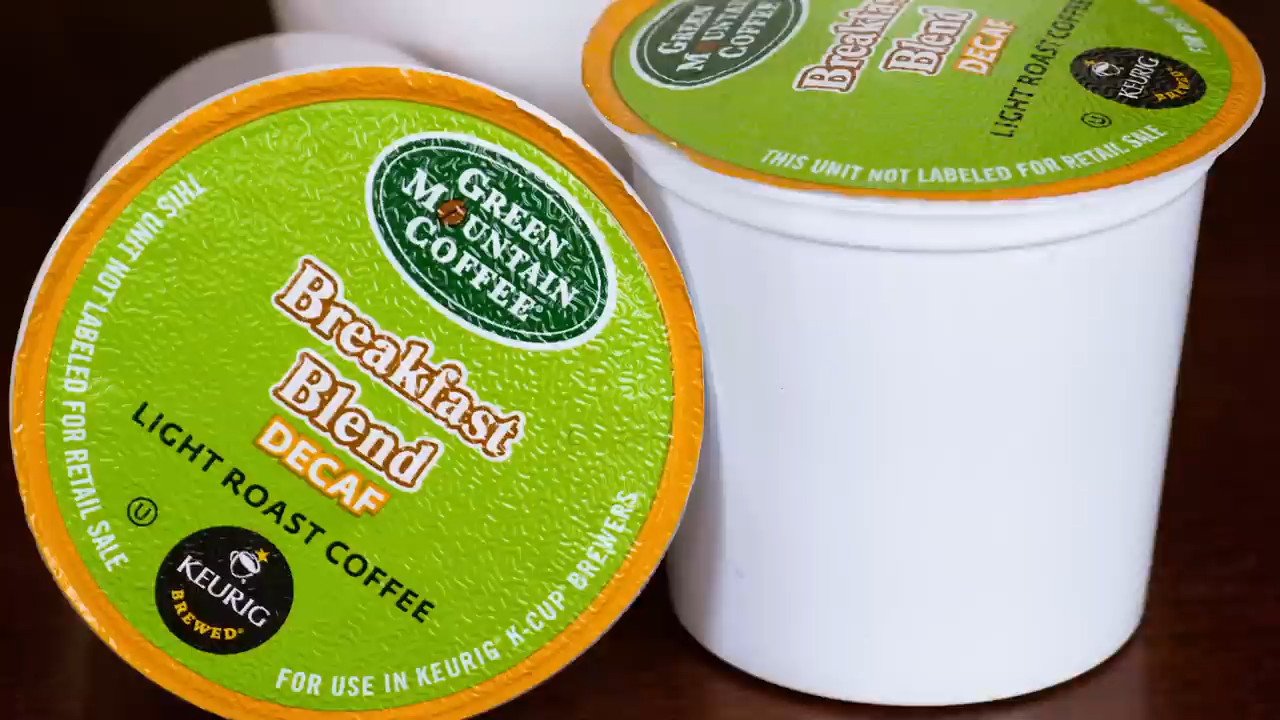 GREEN
MOUNTAIN
COFFEE®
Breakfast
Blend
DECAF
LIGHT ROAST COFFEE
THIS UNIT NOT LABELED FOR RETAIL SALE
U
KEURIG
BREWED®
FOR USE IN KEURIG® K-CUP® BREWERS
GREEN
MOUNTAIN
COFFEE
Breakfast
Blend
DECAF
LIGHT ROAST COFFEE
KEURIG
BREWED
U
THIS UNIT NOT LABELED FOR RETAIL SALE